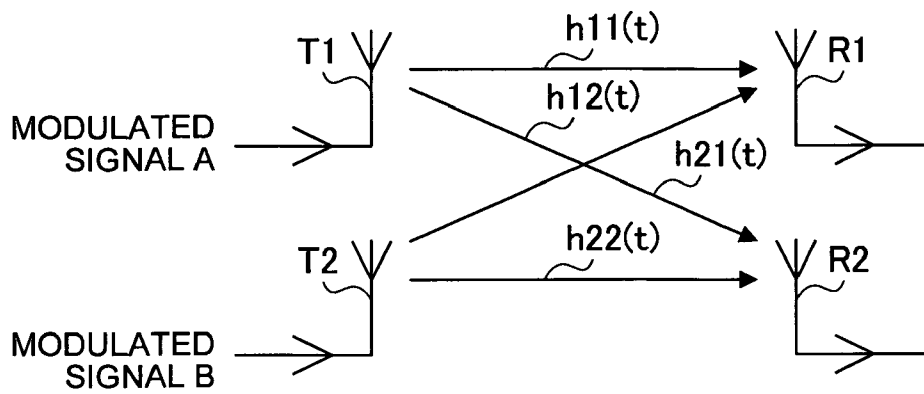 h11(t)
T1
R1
h12(t)
MODULATED
SIGNAL A
h21(t)
h22(t)
T2
R2
MODULATED
SIGNAL B